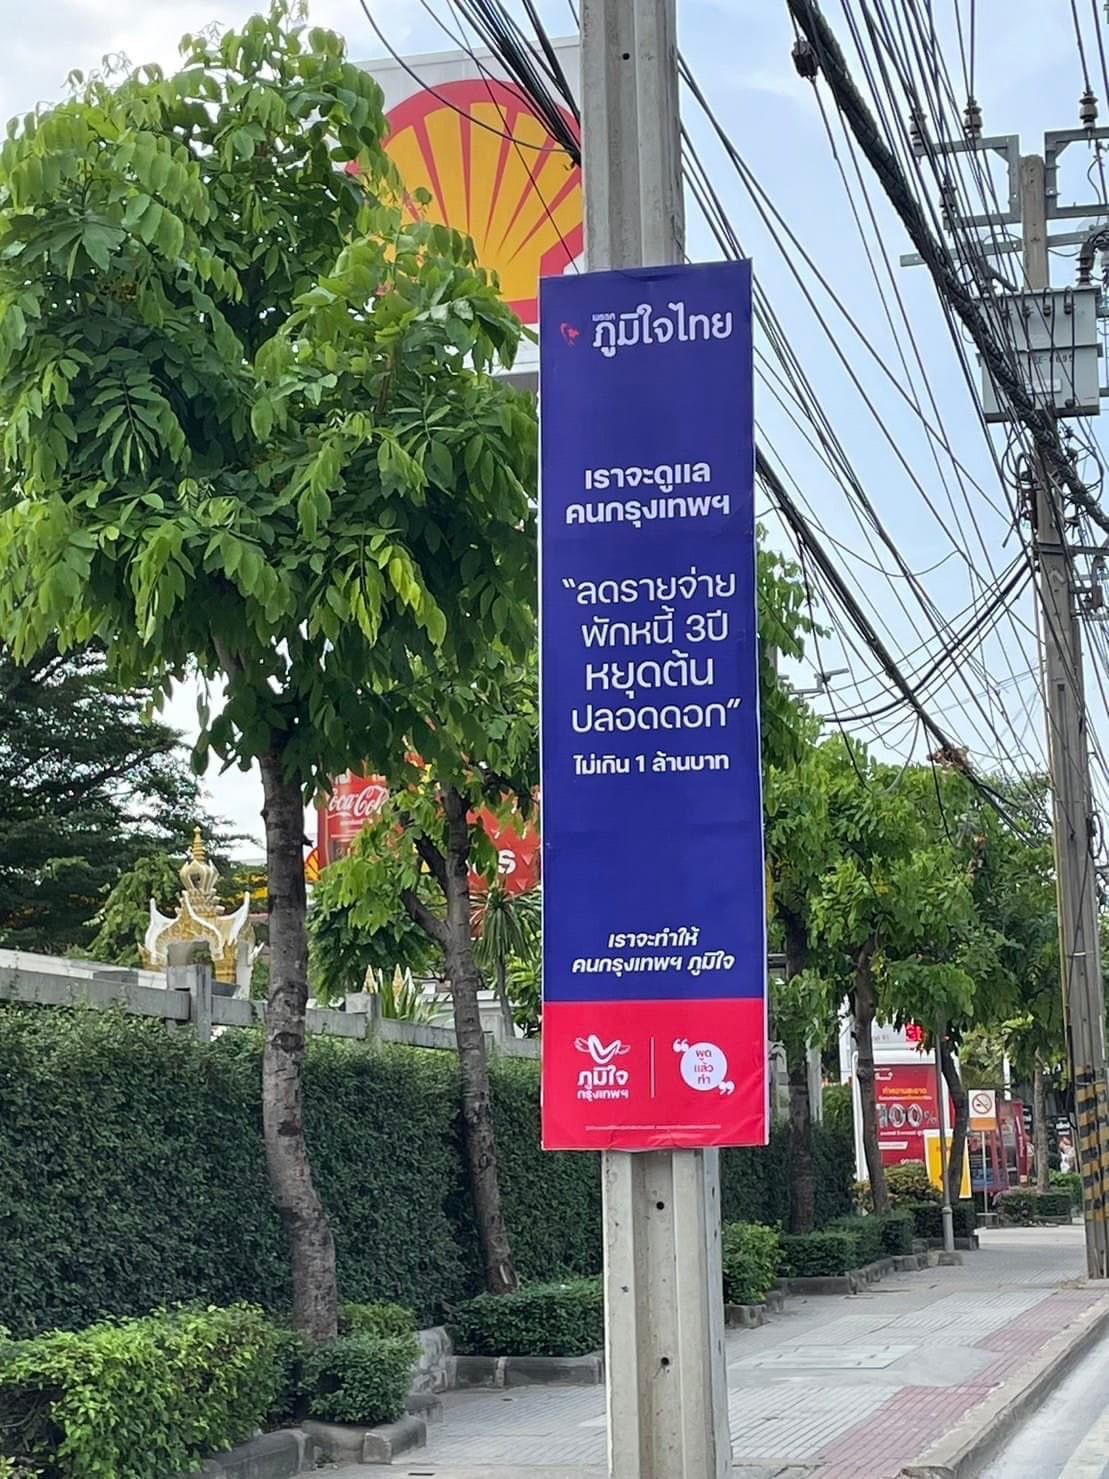 พรรค
ภูมิใจไทย
เราจะดูแล
คนกรุงเทพฯ
“ลดรายจ่าย
พักหนี้ 3ปี
หยุดต้น
ปลอดดอก”
ไม่เกิน 1 ล้านบาท
เราจะทำให้
คนกรุงเทพฯ ภูมิใจ
ภูมิใจ
กรุงเทพฯ
“พูด
แล้ว
ทำ”
Coca-Cola
100%